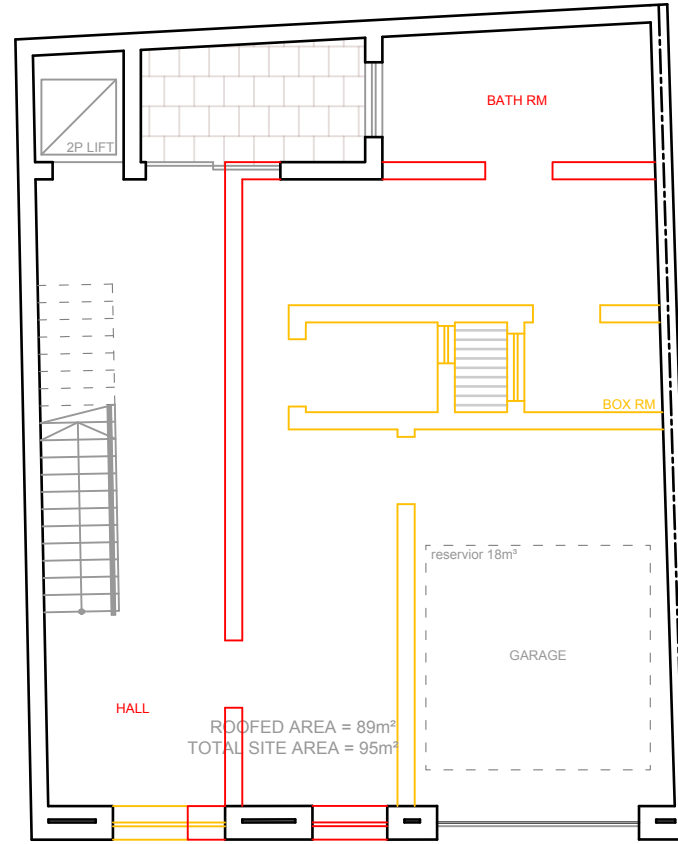 BATH RM
2P LIFT
BOX RM
reservior 18m³
GARAGE
HALL
ROOFED AREA = 89m²
TOTAL SITE AREA = 95m²